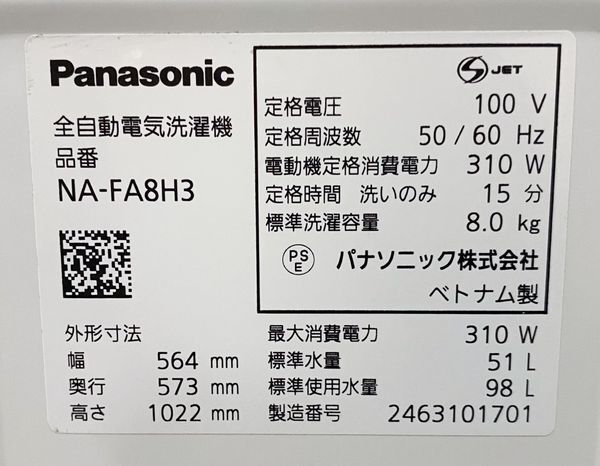 Panasonic
全自動電気洗濯機
品番
NA-FA8H3
外形寸法
幅 564 mm
奥行 573 mm
高さ 1022 mm
S JET
定格電圧 100 V
定格周波数 50 / 60 Hz
電動機定格消費電力 310 W
定格時間 洗いのみ 15 分
標準洗濯容量 8.0 kg
PS E パナソニック株式会社
ベトナム製
最大消費電力 310 W
標準水量 51 L
標準使用水量 98 L
製造番号 2463101701